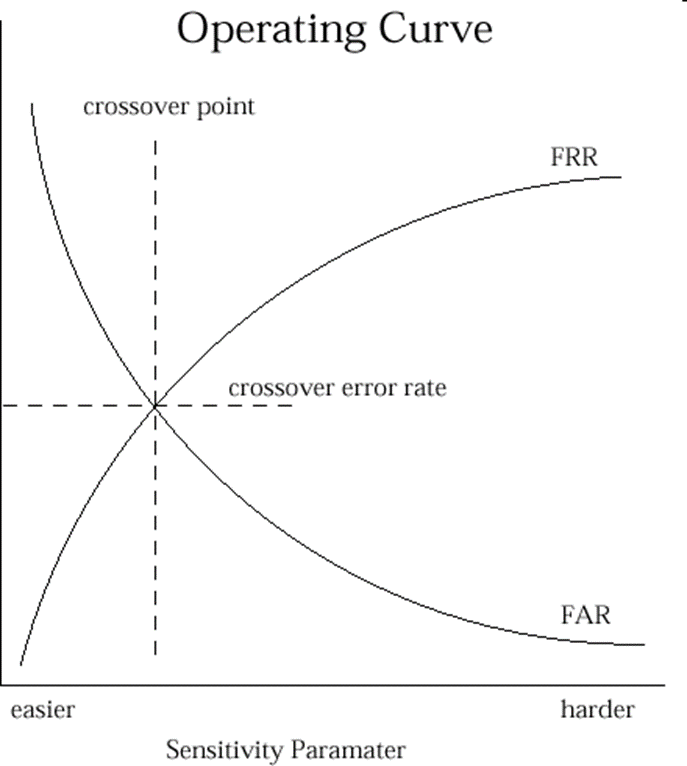 Operating Curve
crossover point
FRR
crossover error rate
FAR
easier
harder
Sensitivity Paramater